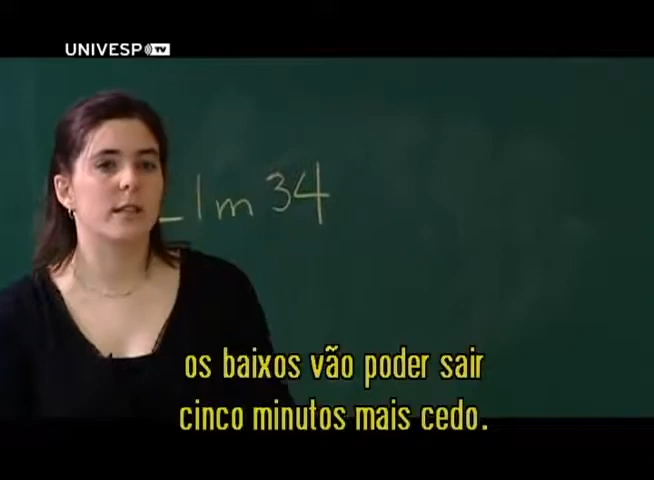 UNIVESP TV
1m 34
os baixos vão poder sair
cinco minutos mais cedo.